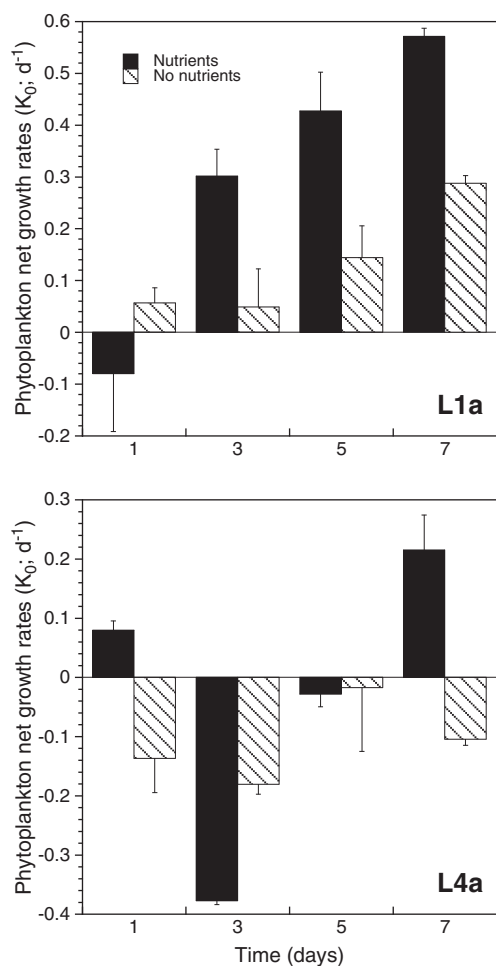 0.6
0.5
0.4
0.3
0.2
0.1
0
-0.1
-0.2
Phytoplankton net growth rates (K₀; d⁻¹)
Nutrients
No nutrients
L1a
1 3 5 7
0.3
0.2
0.1
0
-0.1
-0.2
-0.3
-0.4
Phytoplankton net growth rates (K₀; d⁻¹)
L4a
1 3 5 7
Time (days)